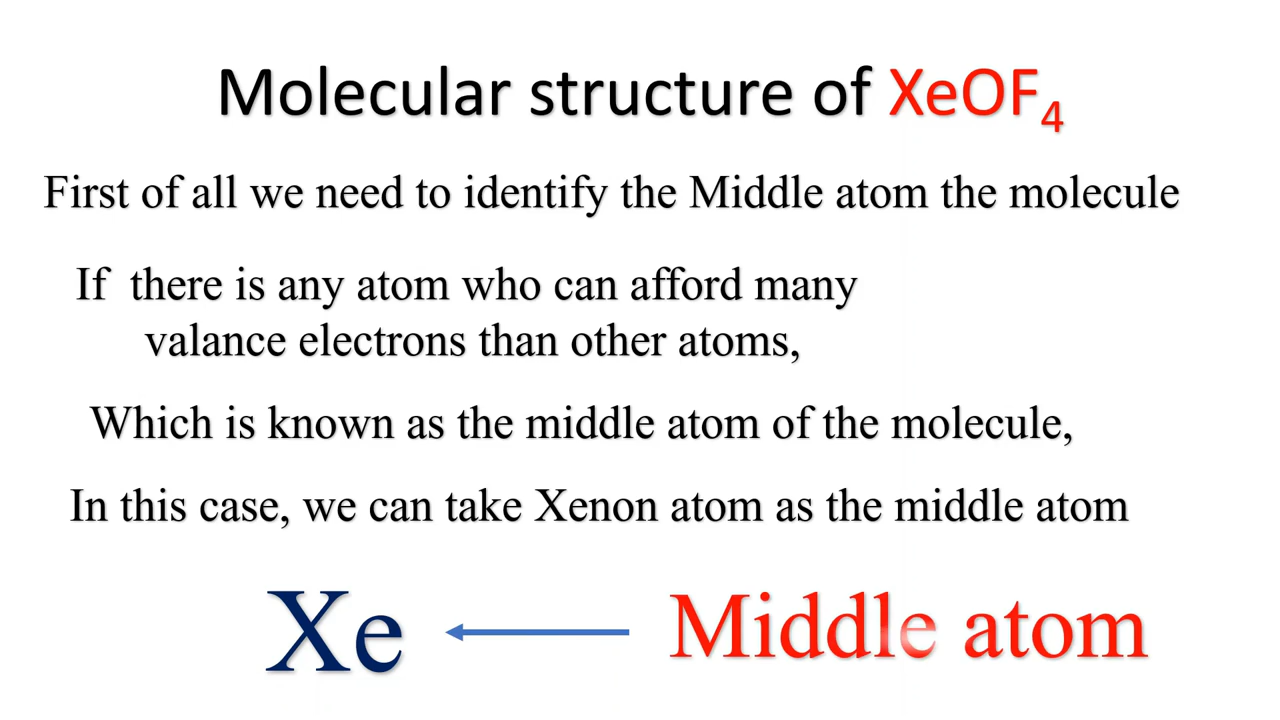 Molecular structure of XeOF₄
First of all we need to identify the Middle atom the molecule
If there is any atom who can afford many
valance electrons than other atoms,
Which is known as the middle atom of the molecule,
In this case, we can take Xenon atom as the middle atom
Xe Middle atom